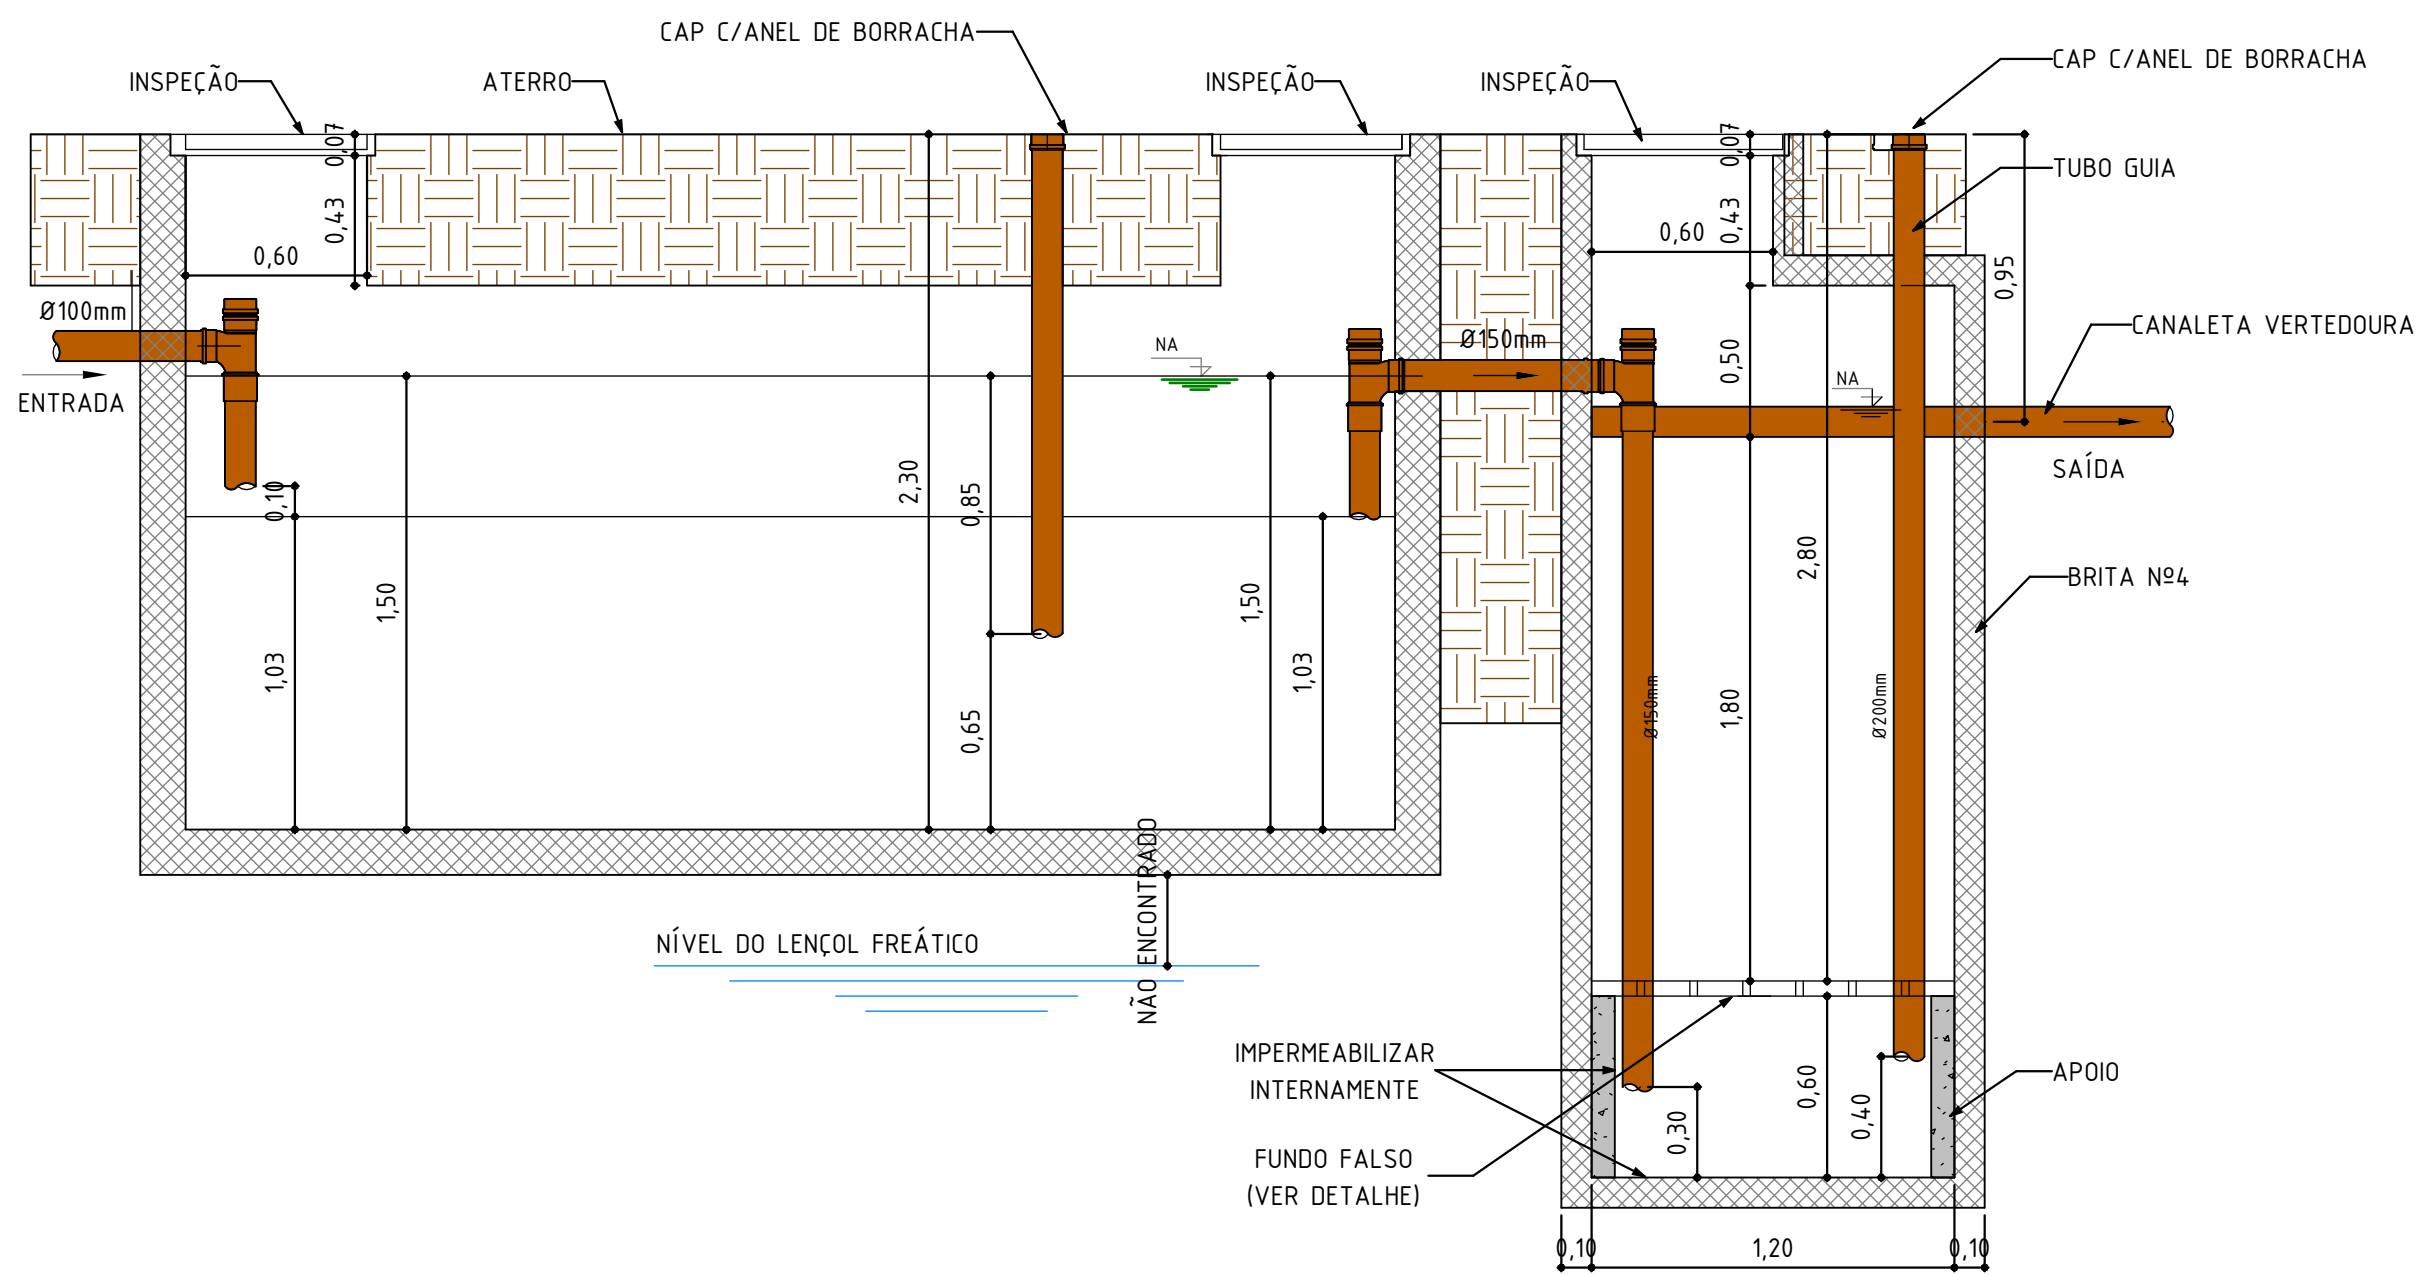 CAP C/ANEL DE BORRACHA
CAP C/ANEL DE BORRACHA
INSPEÇÃO
ATERRO
INSPEÇÃO
INSPEÇÃO
0,07
0,07
TUBO GUIA
0,43
0,43
0,60
0,60
0,95
Ø100mm
CANALETA VERTEDOURA
NA
Ø150mm
0,50
NA
ENTRADA
SAÍDA
0,10
2,30
0,85
2,80
BRITA Nº4
1,50
1,50
1,03
1,03
0,65
1,80
Ø150mm
Ø200mm
NÃO ENCONTRADO
NÍVEL DO LENÇOL FREÁTICO
IMPERMEABILIZAR
INTERNAMENTE
0,60
APOIO
0,30
0,40
FUNDO FALSO
(VER DETALHE)
0,10
1,20
0,10